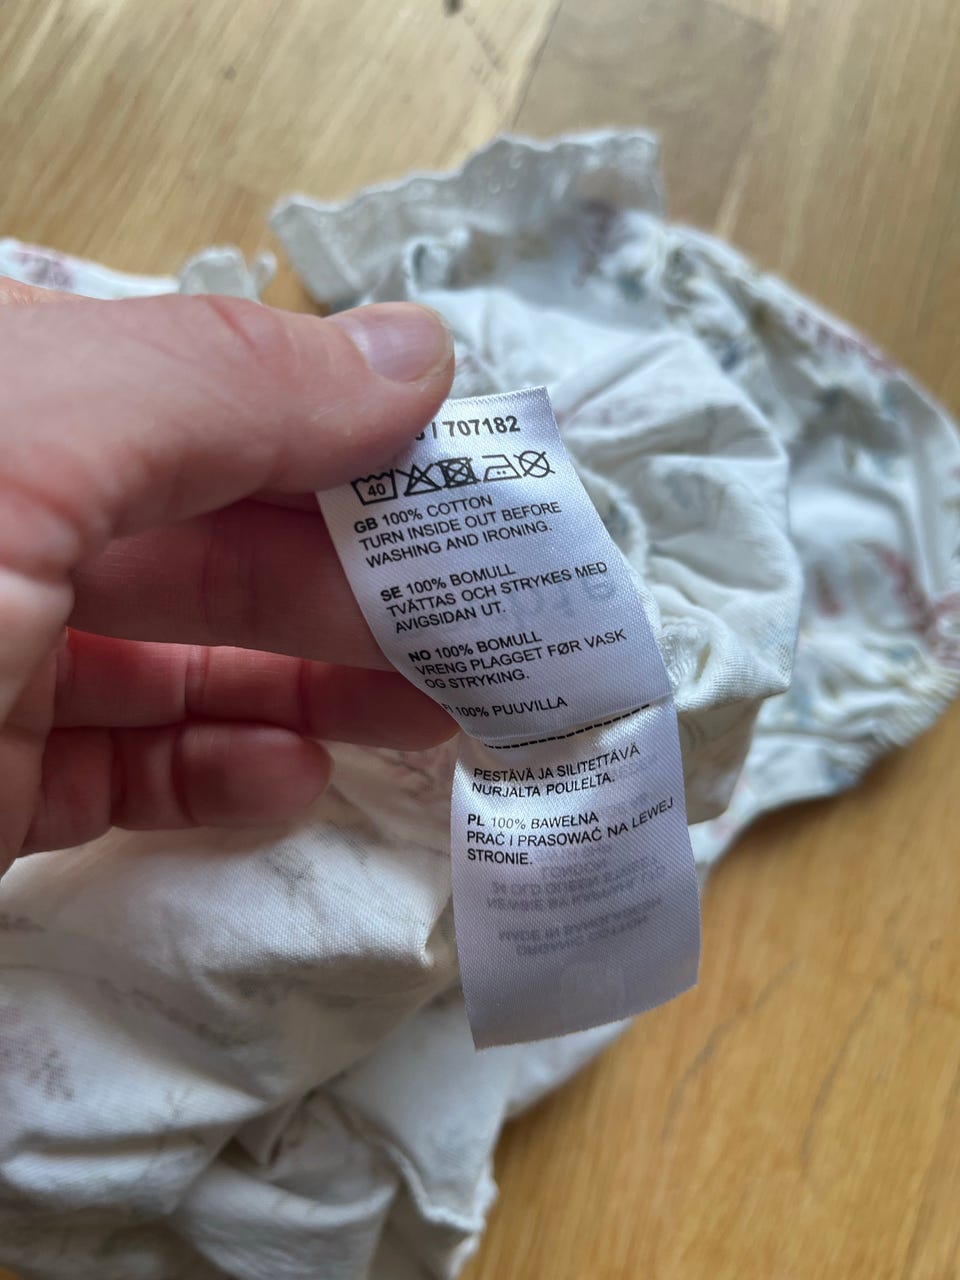 / 707182
40
GB 100% COTTON
TURN INSIDE OUT BEFORE
WASHING AND IRONING.
SE 100% BOMULL
TVÄTTAS OCH STRYKES MED
AVIGSIDAN UT.
NO 100% BOMULL
VRENG PLAGGET FØR VASK
OG STRYKING.
100% PUUVILLA
PESTÄVÄ JA SILITETTÄVÄ
NURJALTA POULELTA.
PL 100% BAWEŁNA
PRAĆ I PRASOWAĆ NA LEWEJ
STRONIE.